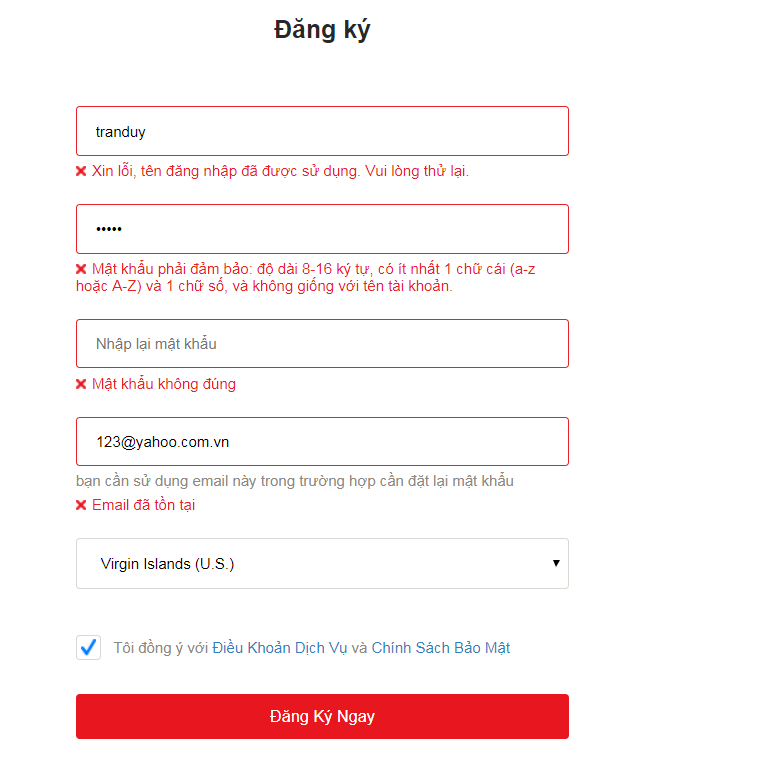 Đăng ký
tranduy
Xin lỗi, tên đăng nhập đã được sử dụng. Vui lòng thử lại.
•••••
Mật khẩu phải đảm bảo: độ dài 8-16 ký tự, có ít nhất 1 chữ cái (a-z
hoặc A-Z) và 1 chữ số, và không giống với tên tài khoản.
Nhập lại mật khẩu
Mật khẩu không đúng
123@yahoo.com.vn
bạn cần sử dụng email này trong trường hợp cần đặt lại mật khẩu
Email đã tồn tại
Virgin Islands (U.S.)
Tôi đồng ý với Điều Khoản Dịch Vụ và Chính Sách Bảo Mật
Đăng Ký Ngay